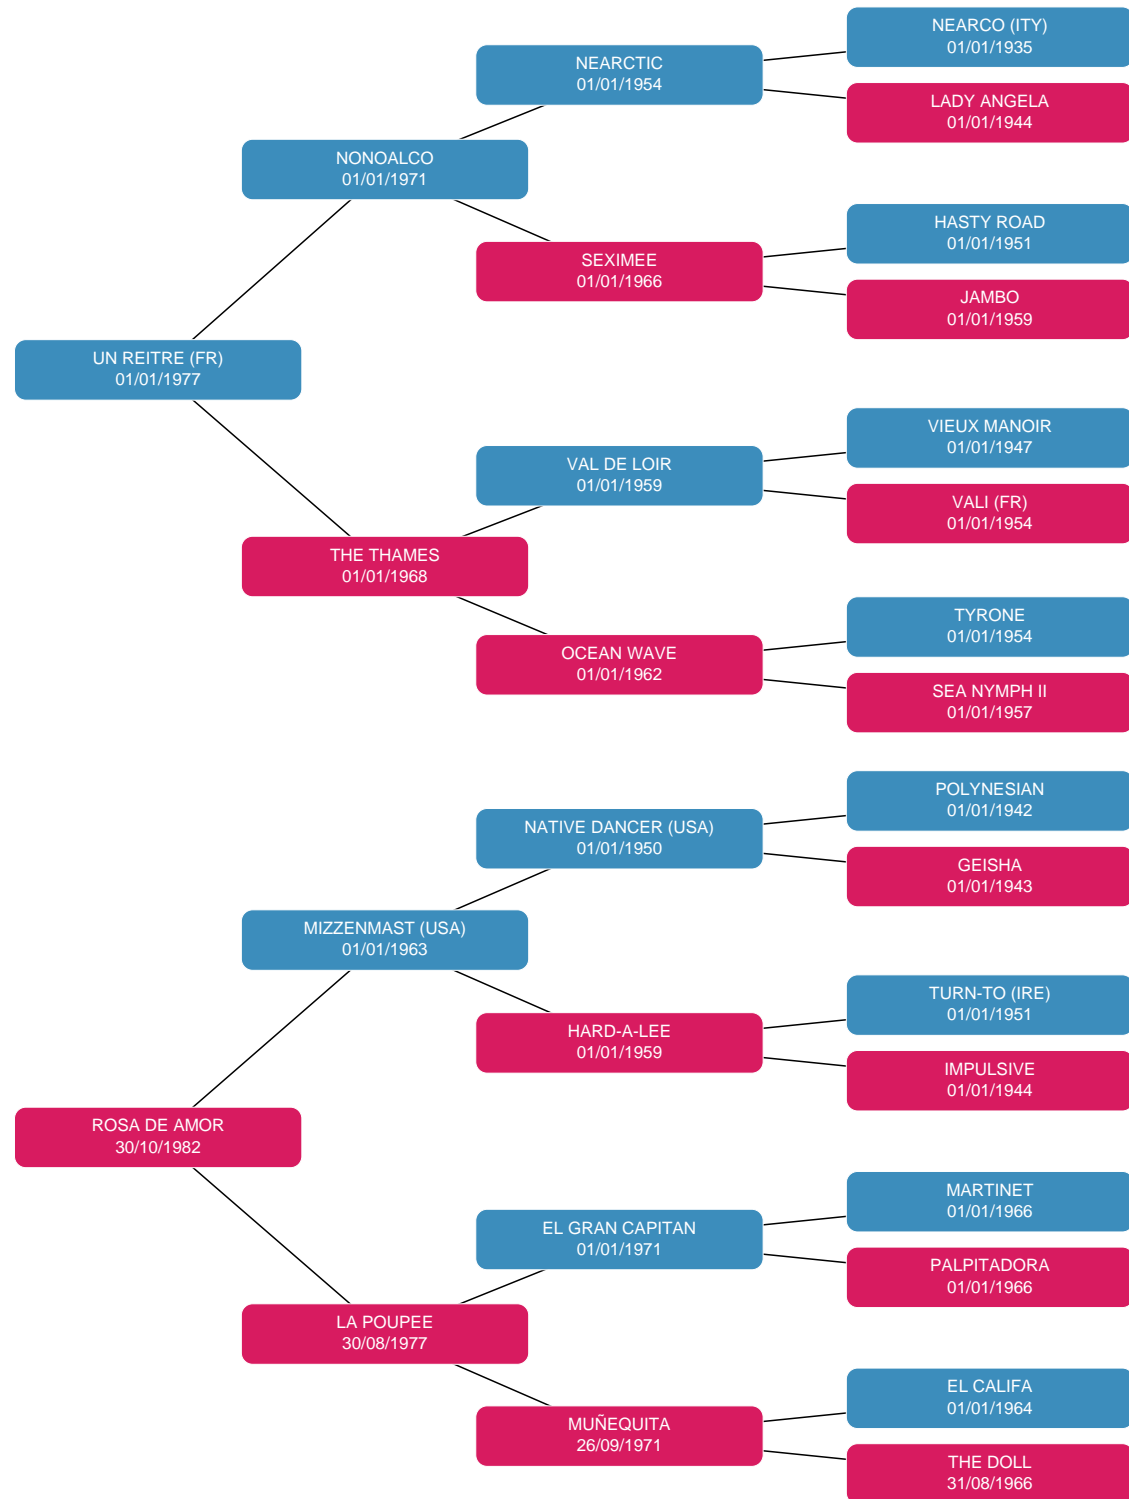 NEARCO (ITY)
01/01/1935
NEARCTIC
01/01/1954
LADY ANGELA
01/01/1944
NONOALCO
01/01/1971
HASTY ROAD
01/01/1951
SEXIMEE
01/01/1966
JAMBO
01/01/1959
UN REITRE (FR)
01/01/1977
VIEUX MANOIR
01/01/1947
VAL DE LOIR
01/01/1959
VALI (FR)
01/01/1954
THE THAMES
01/01/1968
TYRONE
01/01/1954
OCEAN WAVE
01/01/1962
SEA NYMPH II
01/01/1957
POLYNESIAN
01/01/1942
NATIVE DANCER (USA)
01/01/1950
GEISHA
01/01/1943
MIZZENMAST (USA)
01/01/1963
TURN-TO (IRE)
01/01/1951
HARD-A-LEE
01/01/1959
IMPULSIVE
01/01/1944
ROSA DE AMOR
30/10/1982
MARTINET
01/01/1966
EL GRAN CAPITAN
01/01/1971
PALPITADORA
01/01/1966
LA POUPEE
30/08/1977
EL CALIFA
01/01/1964
MUÑEQUITA
26/09/1971
THE DOLL
31/08/1966